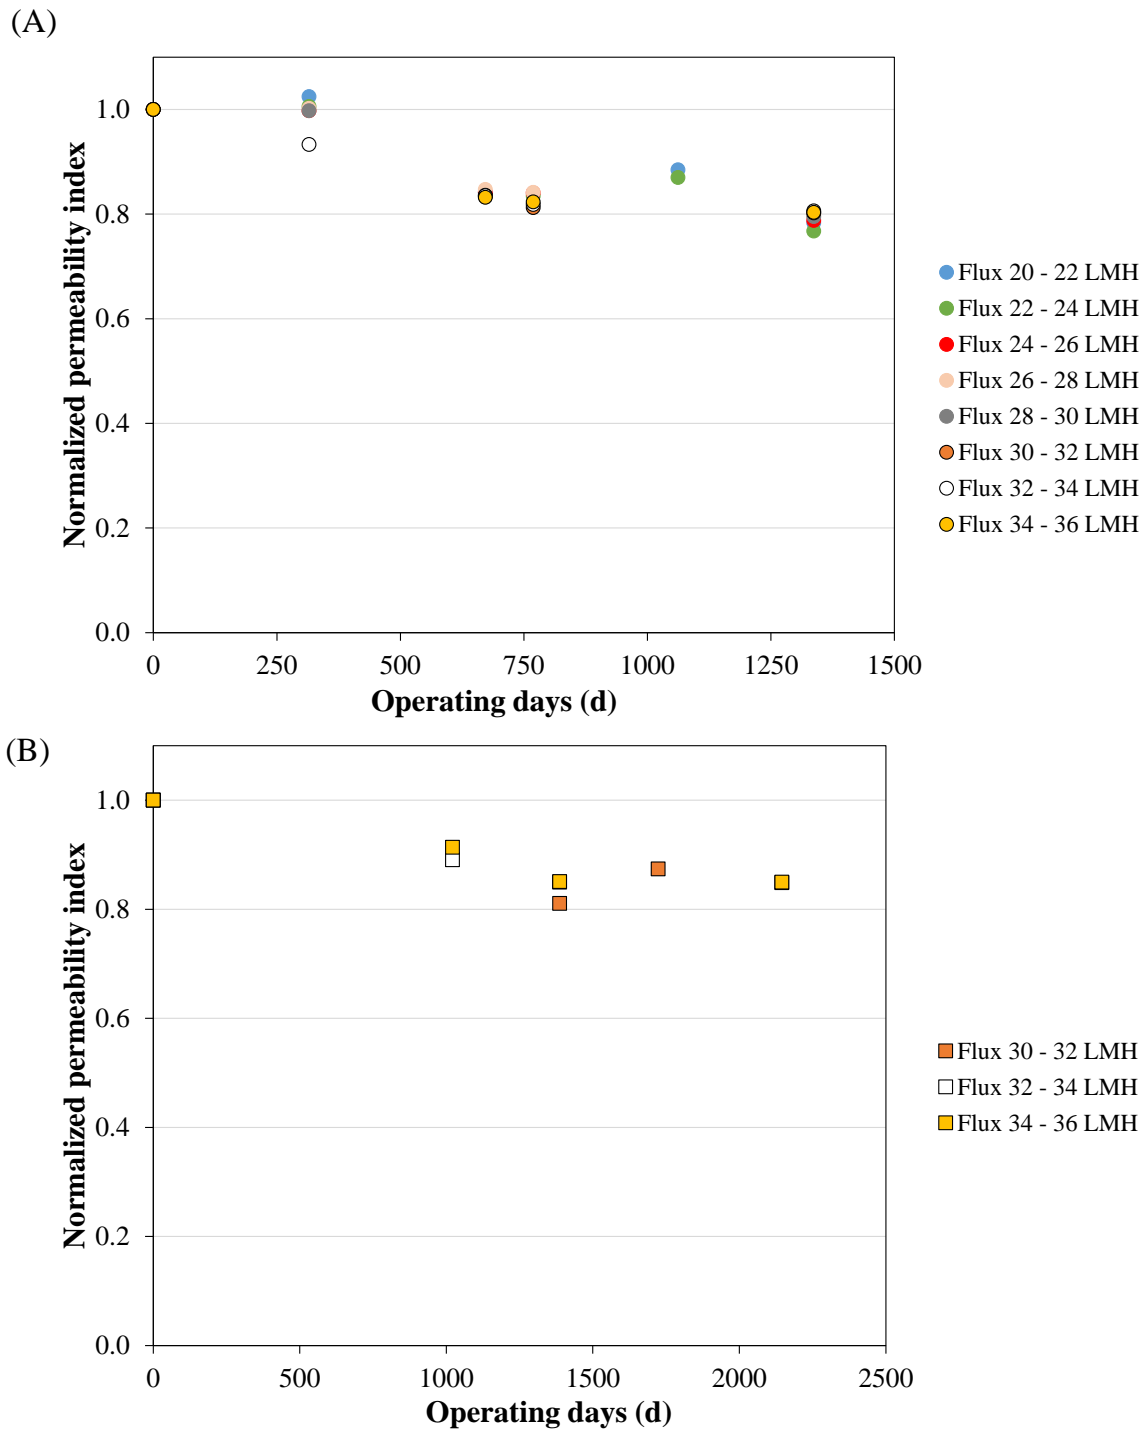 (A)
Normalized permeability index
1.0
0.8
0.6
0.4
0.2
0.0
0 250 500 750 1000 1250 1500
Operating days (d)
Flux 20 - 22 LMH
Flux 22 - 24 LMH
Flux 24 - 26 LMH
Flux 26 - 28 LMH
Flux 28 - 30 LMH
Flux 30 - 32 LMH
Flux 32 - 34 LMH
Flux 34 - 36 LMH
(B)
Normalized permeability index
1.0
0.8
0.6
0.4
0.2
0.0
0 500 1000 1500 2000 2500
Operating days (d)
Flux 30 - 32 LMH
Flux 32 - 34 LMH
Flux 34 - 36 LMH